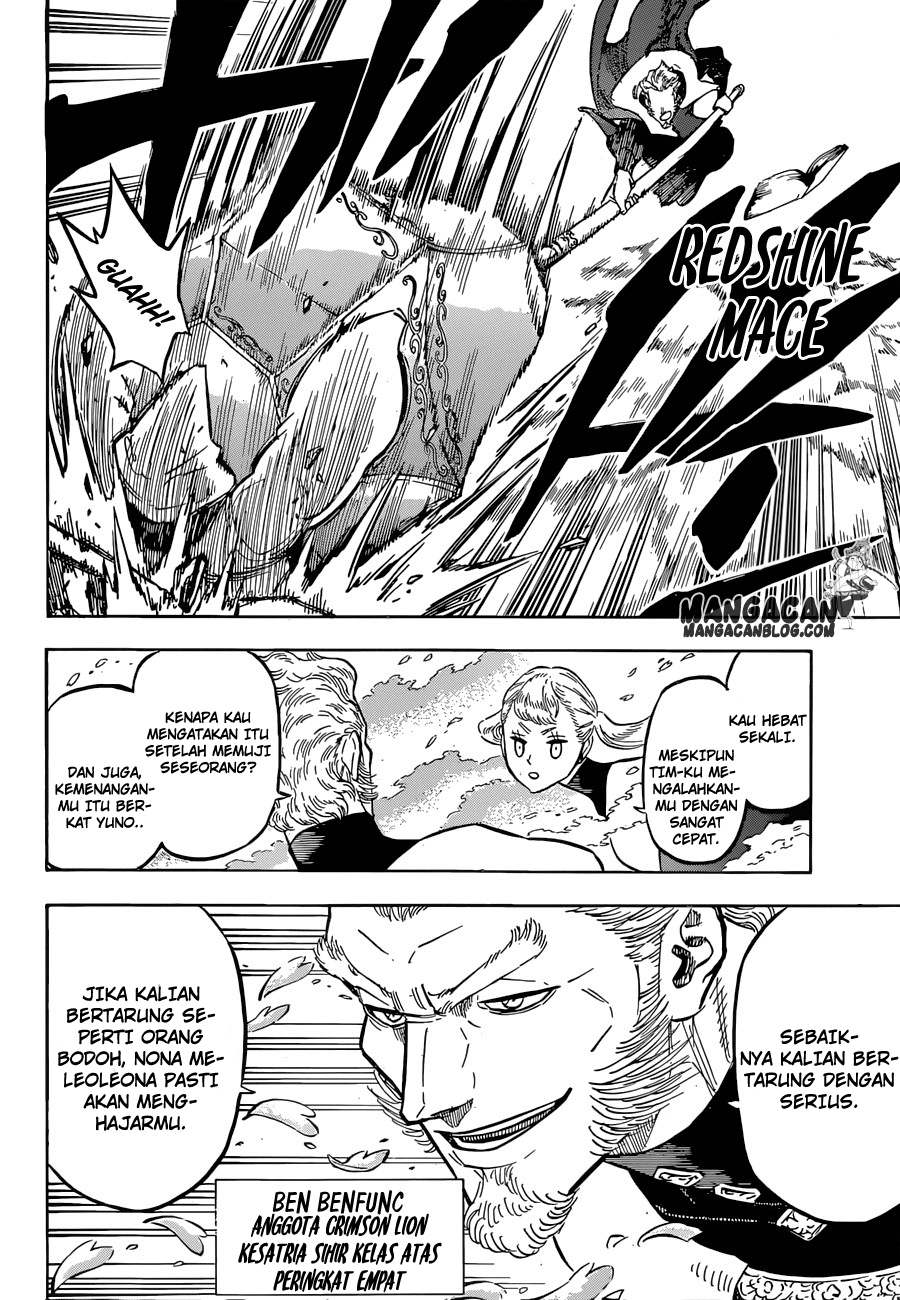 REDSHINE
MACE
GUAHH!
MANGACAN
MANGACANBLOG.COM
KAU HEBAT
SEKALI.
MESKIPUN
TIM-KU ME-
NGALAHKAN-
MU DENGAN
SANGAT
CEPAT.
KENAPA KAU
MENGATAKAN ITU
SETELAH MEMUJI
SESEORANG?
DAN JUGA,
KEMENANGAN-
MU ITU BER-
KAT YUNO..
SEBAIK-
NYA KALIAN BER-
TARUNG DENGAN
SERIUS.
JIKA KALIAN
BERTARUNG SE-
PERTI ORANG
BODOH, NONA ME-
LEOLEONA PASTI
AKAN MENG-
HAJARMU.
BEN BENFUNC
ANGGOTA CRIMSON LION
KESATRIA SIHIR KELAS ATAS
PERINGKAT EMPAT